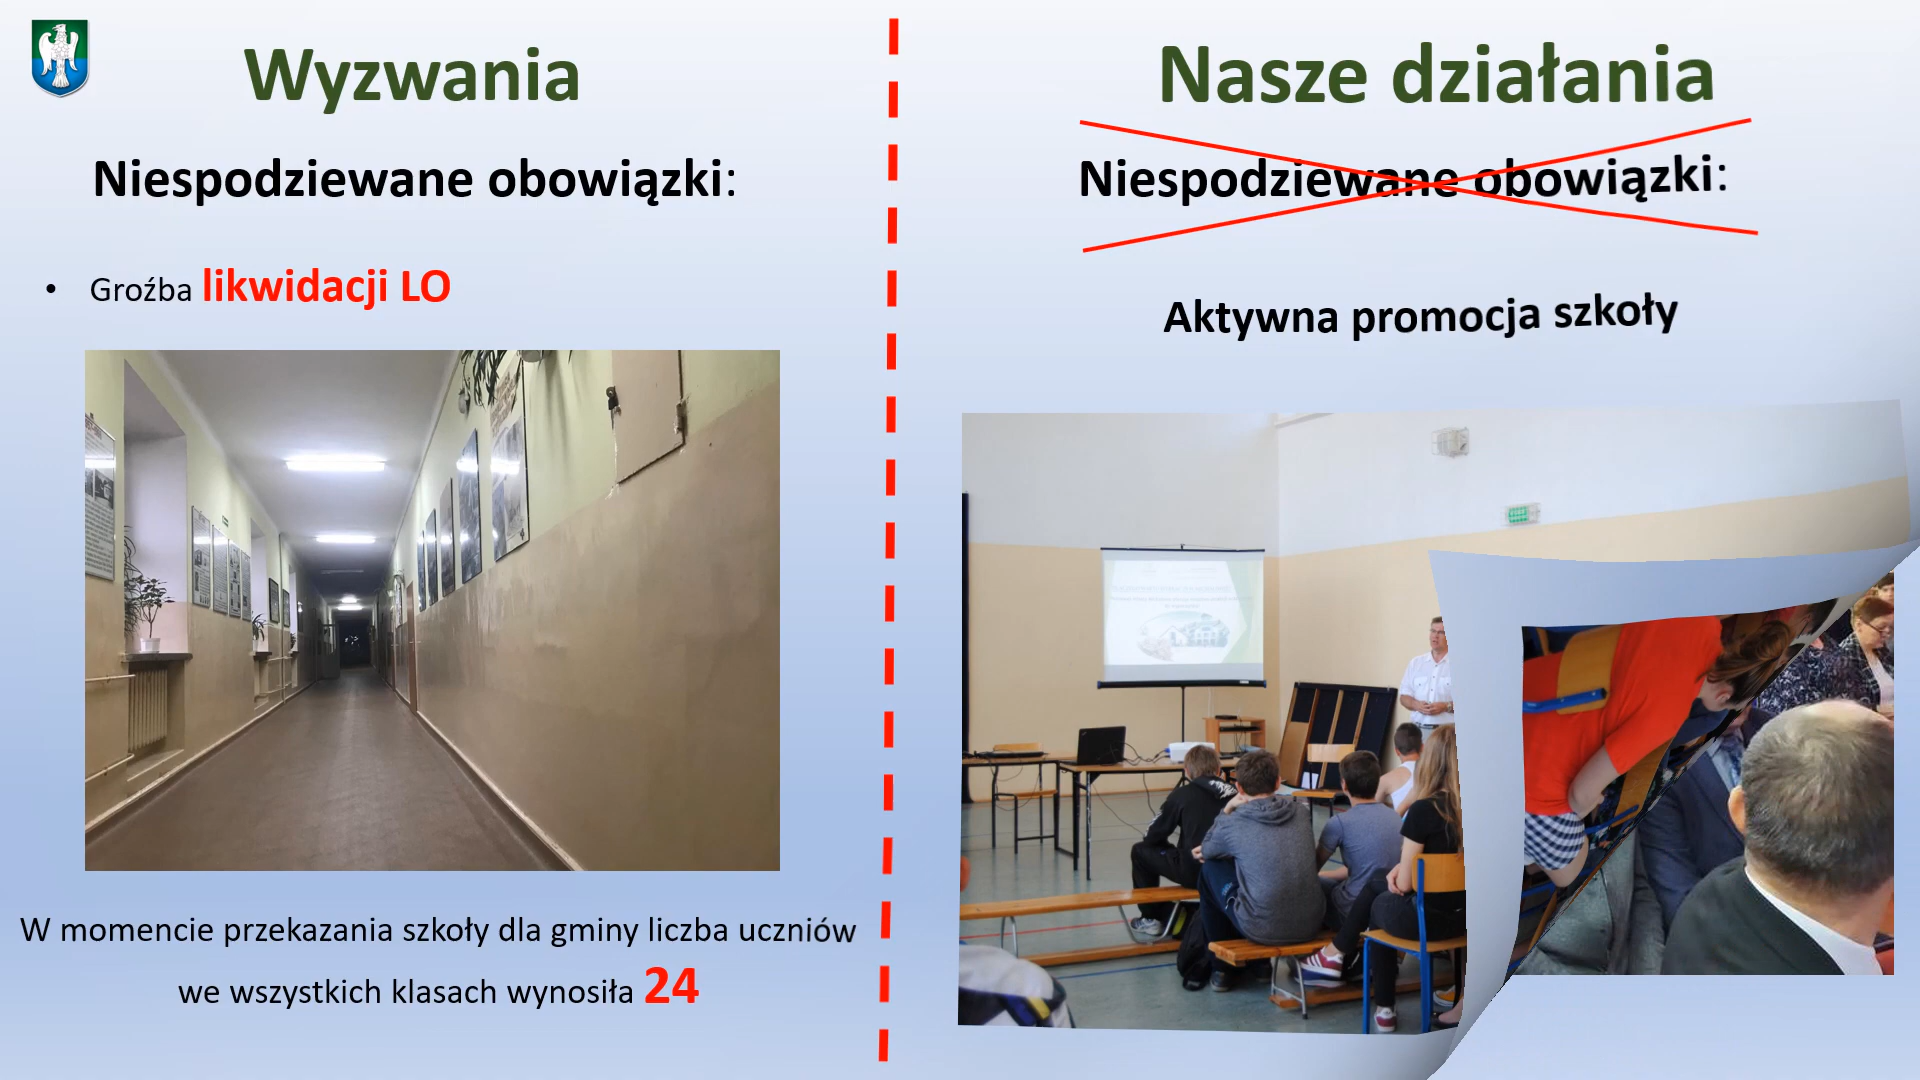 Wyzwania
Niespodziewane obowiązki:
• Groźba likwidacji LO
W momencie przekazania szkoły dla gminy liczba uczniów
we wszystkich klasach wynosiła 24
Nasze działania
Niespodziewane obowiązki:
Aktywna promocja szkoły